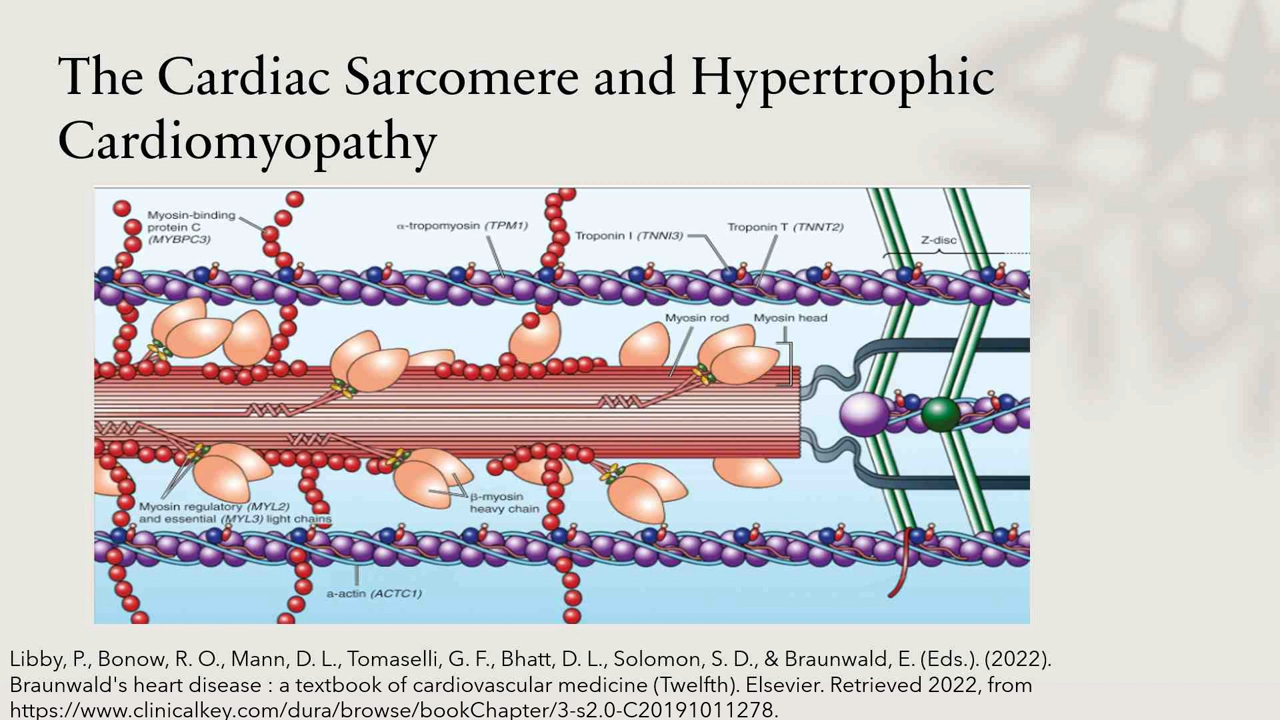 The Cardiac Sarcomere and Hypertrophic
Cardiomyopathy
Myosin-binding
protein C
(MYBPC3)
α-tropomyosin (TPM1)
Troponin I (TNNI3)
Troponin T (TNNT2)
Z-disc
Myosin rod
Myosin head
Myosin regulatory (MYL2)
and essential (MYL3) light chains
β-myosin
heavy chain
a-actin (ACTC1)
Libby, P., Bonow, R. O., Mann, D. L., Tomaselli, G. F., Bhatt, D. L., Solomon, S. D., & Braunwald, E. (Eds.). (2022).
Braunwald's heart disease : a textbook of cardiovascular medicine (Twelfth). Elsevier. Retrieved 2022, from
https://www.clinicalkey.com/dura/browse/bookChapter/3-s2.0-C20191011278.